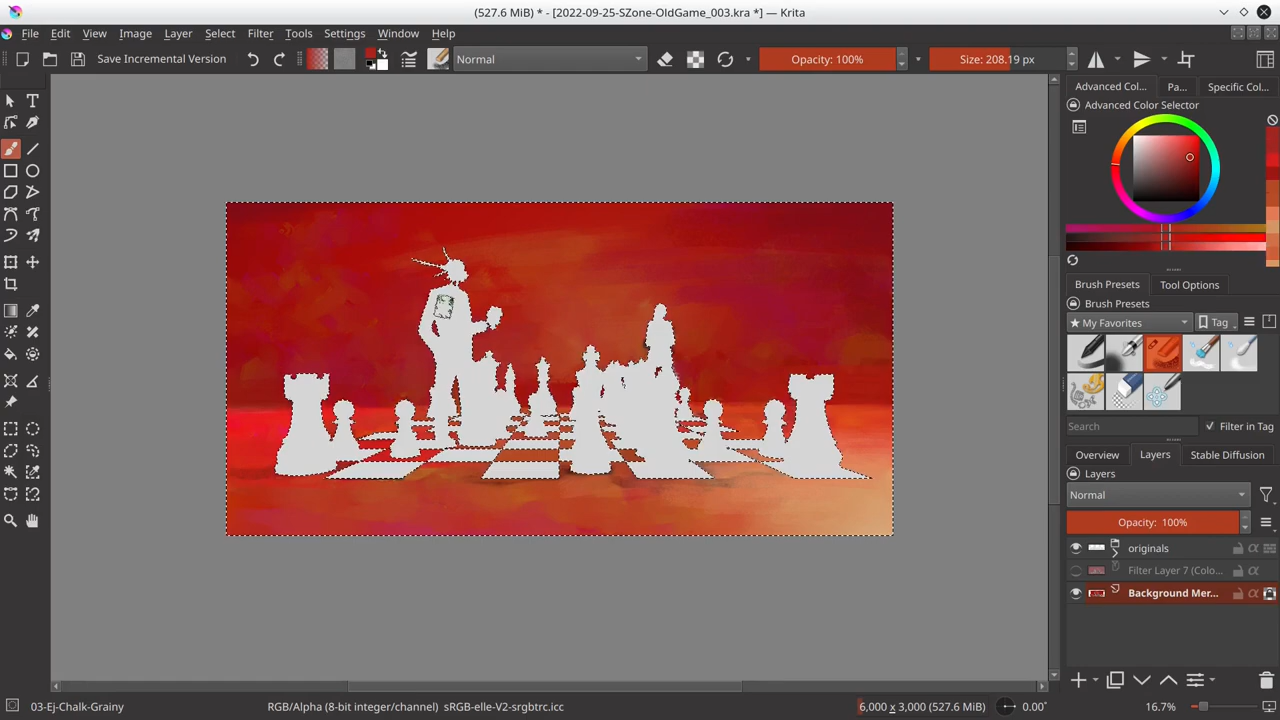 (527.6 MiB) * - [2022-09-25-SZone-OldGame_003.kra *] — Krita
File Edit View Image Layer Select Filter Tools Settings Window Help
Save Incremental Version Normal Opacity: 100% Size: 208.19 px
Advanced Col... Pa... Specific Col...
Advanced Color Selector
Brush Presets Tool Options
Brush Presets
★ My Favorites Tag
Search Filter in Tag
Overview Layers Stable Diffusion
Layers
Normal
Opacity: 100%
originals
Filter Layer 7 (Colo...
Background Mer...
03-Ej-Chalk-Grainy RGB/Alpha (8-bit integer/channel) sRGB-elle-V2-srgbtrc.icc 6,000 x 3,000 (527.6 MiB) 0.00° 16.7%